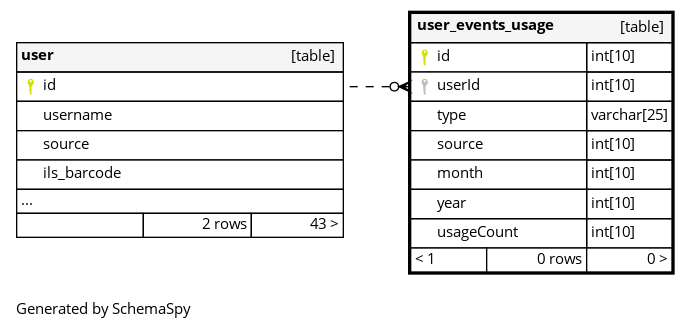 user [table]
id
username
source
ils_barcode
...
2 rows 43 >
user_events_usage [table]
id int[10]
userId int[10]
type varchar[25]
source int[10]
month int[10]
year int[10]
usageCount int[10]
< 1 0 rows 0 >
Generated by SchemaSpy